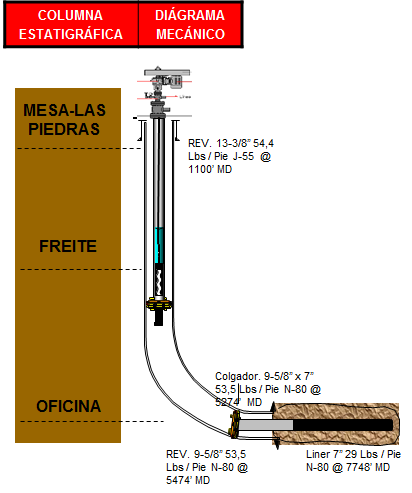 COLUMNA
ESTATIGRÁFICA
DIÁGRAMA
MECÁNICO
MESA-LAS
PIEDRAS
REV. 13-3/8" 54,4
Lbs / Pie J-55 @
1100' MD
FREITE
Colgador. 9-5/8" x 7"
53,5 Lbs / Pie N-80 @
5274' MD
OFICINA
REV. 9-5/8" 53,5
Lbs / Pie N-80 @
5474' MD
Liner 7" 29 Lbs / Pie
N-80 @ 7748' MD